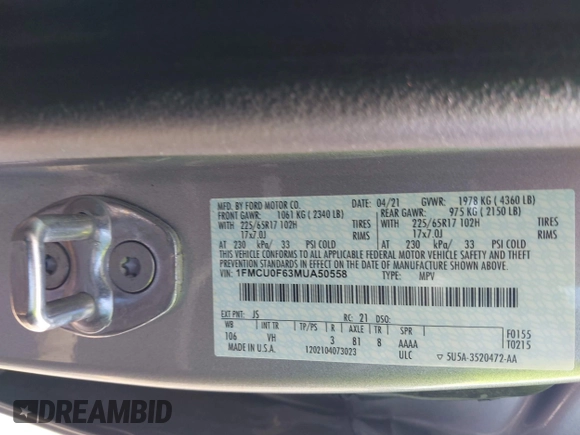 MFD. BY FORD MOTOR CO. 04/21 GVWR: 1978 KG ( 4360 LB)
FRONT GAWR: 1061 KG ( 2340 LB) REAR GAWR: 975 KG ( 2150 LB)
WITH 225/65R17 102H TIRES WITH 225/65R17 102H TIRES
17x7.0J RIMS 17x7.0J RIMS
AT 230 kPa/ 33 PSI COLD AT 230 kPa/ 33 PSI COLD
THIS VEHICLE CONFORMS TO ALL APPLICABLE FEDERAL MOTOR VEHICLE SAFETY AND THEFT PREVENTION
STANDARDS IN EFFECT ON THE DATE OF MANUFACTURE SHOWN ABOVE.
VIN: 1FMCU0F63MUA50558 TYPE: MPV
EXT PNT: JS RC: 21 DSO:
WB INT TR TP/PS R AXLE TR SPR F0155
106 VH 3 81 8 AAAA T0215
MADE IN U.S.A. 1202104073023 ULC ▽ 5U5A-3520472-AA
DREAMBID